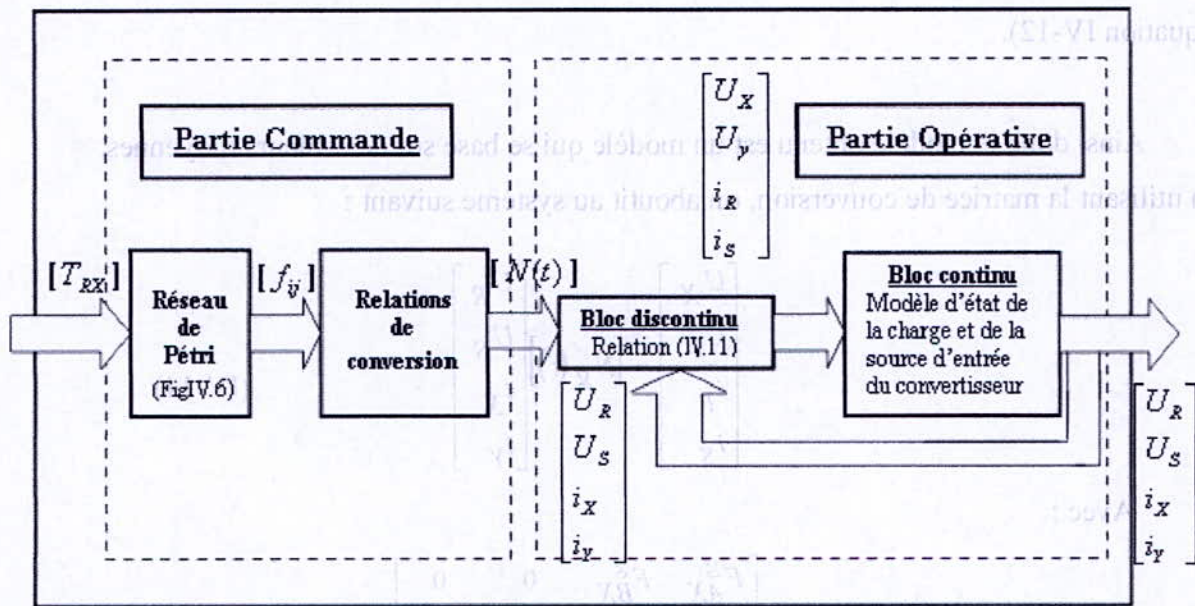 Partie Commande
Partie Opérative
[ T_RX ]
Réseau
de
Pétri
(FigIV.6)
[ f_ij ]
Relations
de
conversion
[ N(t) ]
Bloc discontinu
Relation (IV.11)
U_X
U_y
i_R
i_S
Bloc continu
Modèle d'état de
la charge et de la
source d'entrée
du convertisseur
U_R
U_S
i_X
i_Y
U_R
U_S
i_X
i_Y